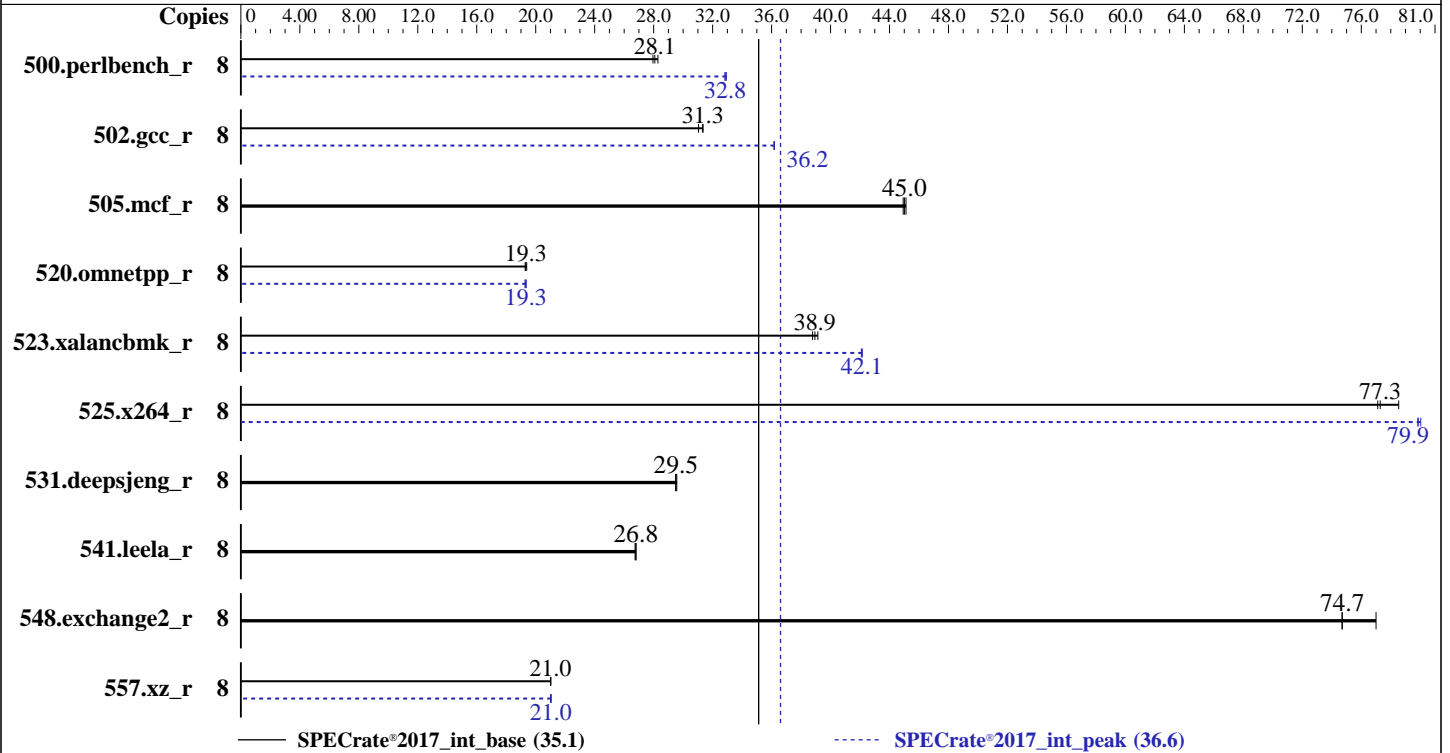 Copies 0 4.00 8.00 12.0 16.0 20.0 24.0 28.0 32.0 36.0 40.0 44.0 48.0 52.0 56.0 60.0 64.0 68.0 72.0 76.0 81.0
28.1
500.perlbench_r 8
32.8
31.3
502.gcc_r 8
36.2
45.0
505.mcf_r 8
19.3
520.omnetpp_r 8
19.3
38.9
523.xalancbmk_r 8
42.1
77.3
525.x264_r 8
79.9
29.5
531.deepsjeng_r 8
26.8
541.leela_r 8
74.7
548.exchange2_r 8
21.0
557.xz_r 8
21.0
SPECrate®2017_int_base (35.1) SPECrate®2017_int_peak (36.6)